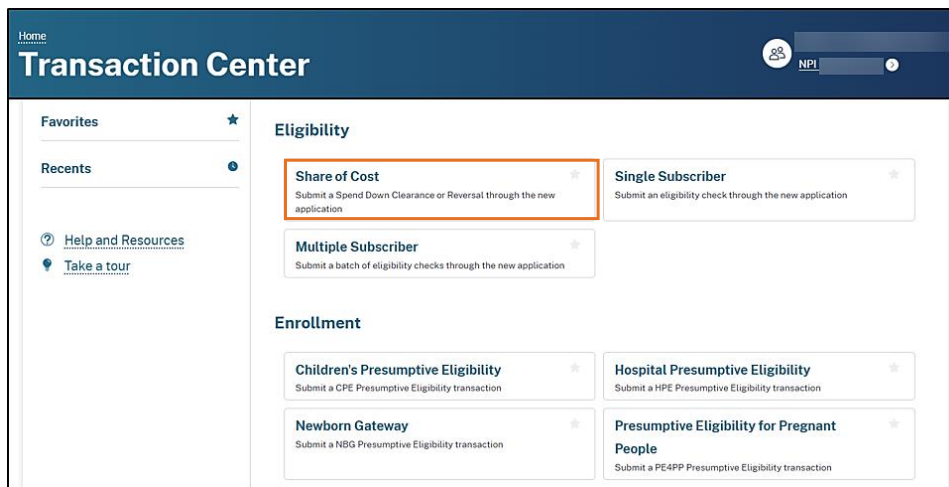 Home
Transaction Center
NPI
Favorites
Recents
Help and Resources
Take a tour
Eligibility
Share of Cost
Submit a Spend Down Clearance or Reversal through the new
application
Single Subscriber
Submit an eligibility check through the new application
Multiple Subscriber
Submit a batch of eligibility checks through the new application
Enrollment
Children's Presumptive Eligibility
Submit a CPE Presumptive Eligibility transaction
Hospital Presumptive Eligibility
Submit a HPE Presumptive Eligibility transaction
Newborn Gateway
Submit a NBG Presumptive Eligibility transaction
Presumptive Eligibility for Pregnant
People
Submit a PE4PP Presumptive Eligibility transaction